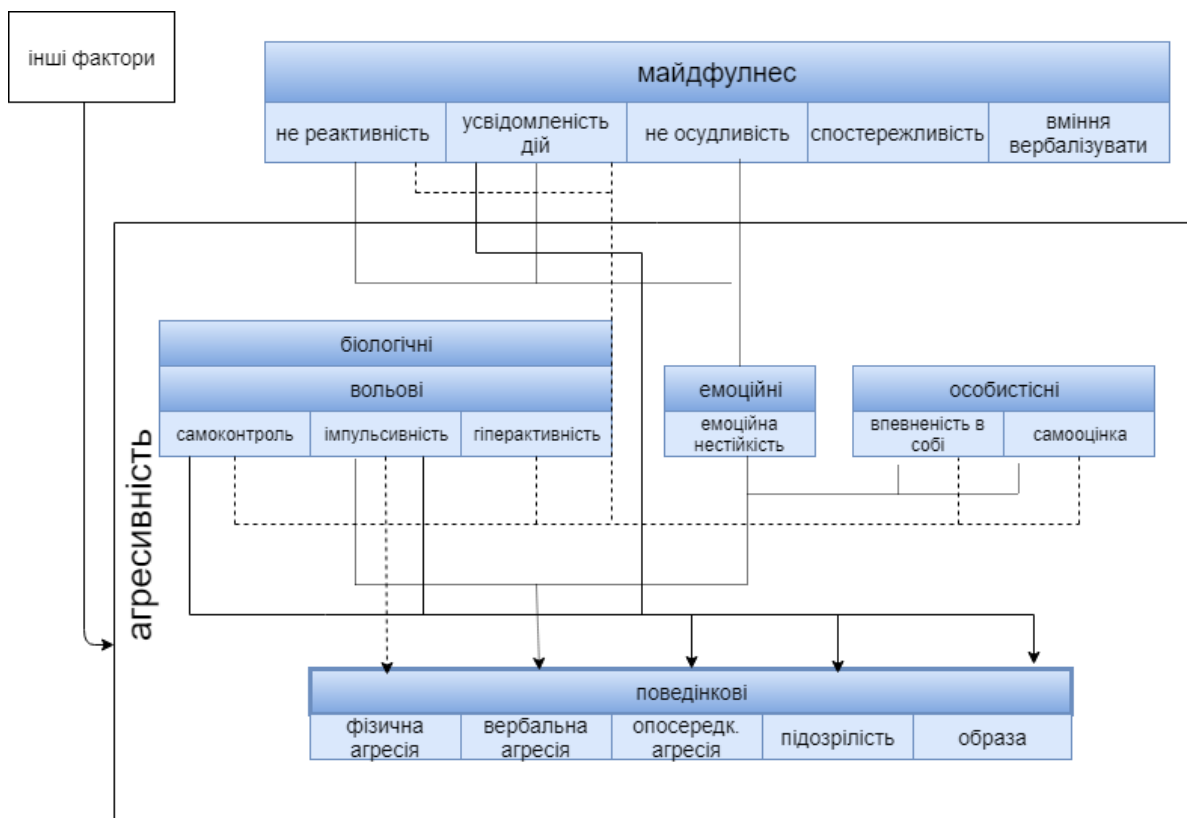 інші фактори
майдфулнес
не реактивність
усвідомленість
дій
не осудливість
спостережливість
вміння
вербалізувати
біологічні
вольові
самоконтроль
імпульсивність
гіперактивність
емоційні
емоційна
нестійкість
особистісні
впевненість в
собі
самооцінка
агресивність
поведінкові
фізична
агресія
вербальна
агресія
опосередк.
агресія
підозрілість
образа